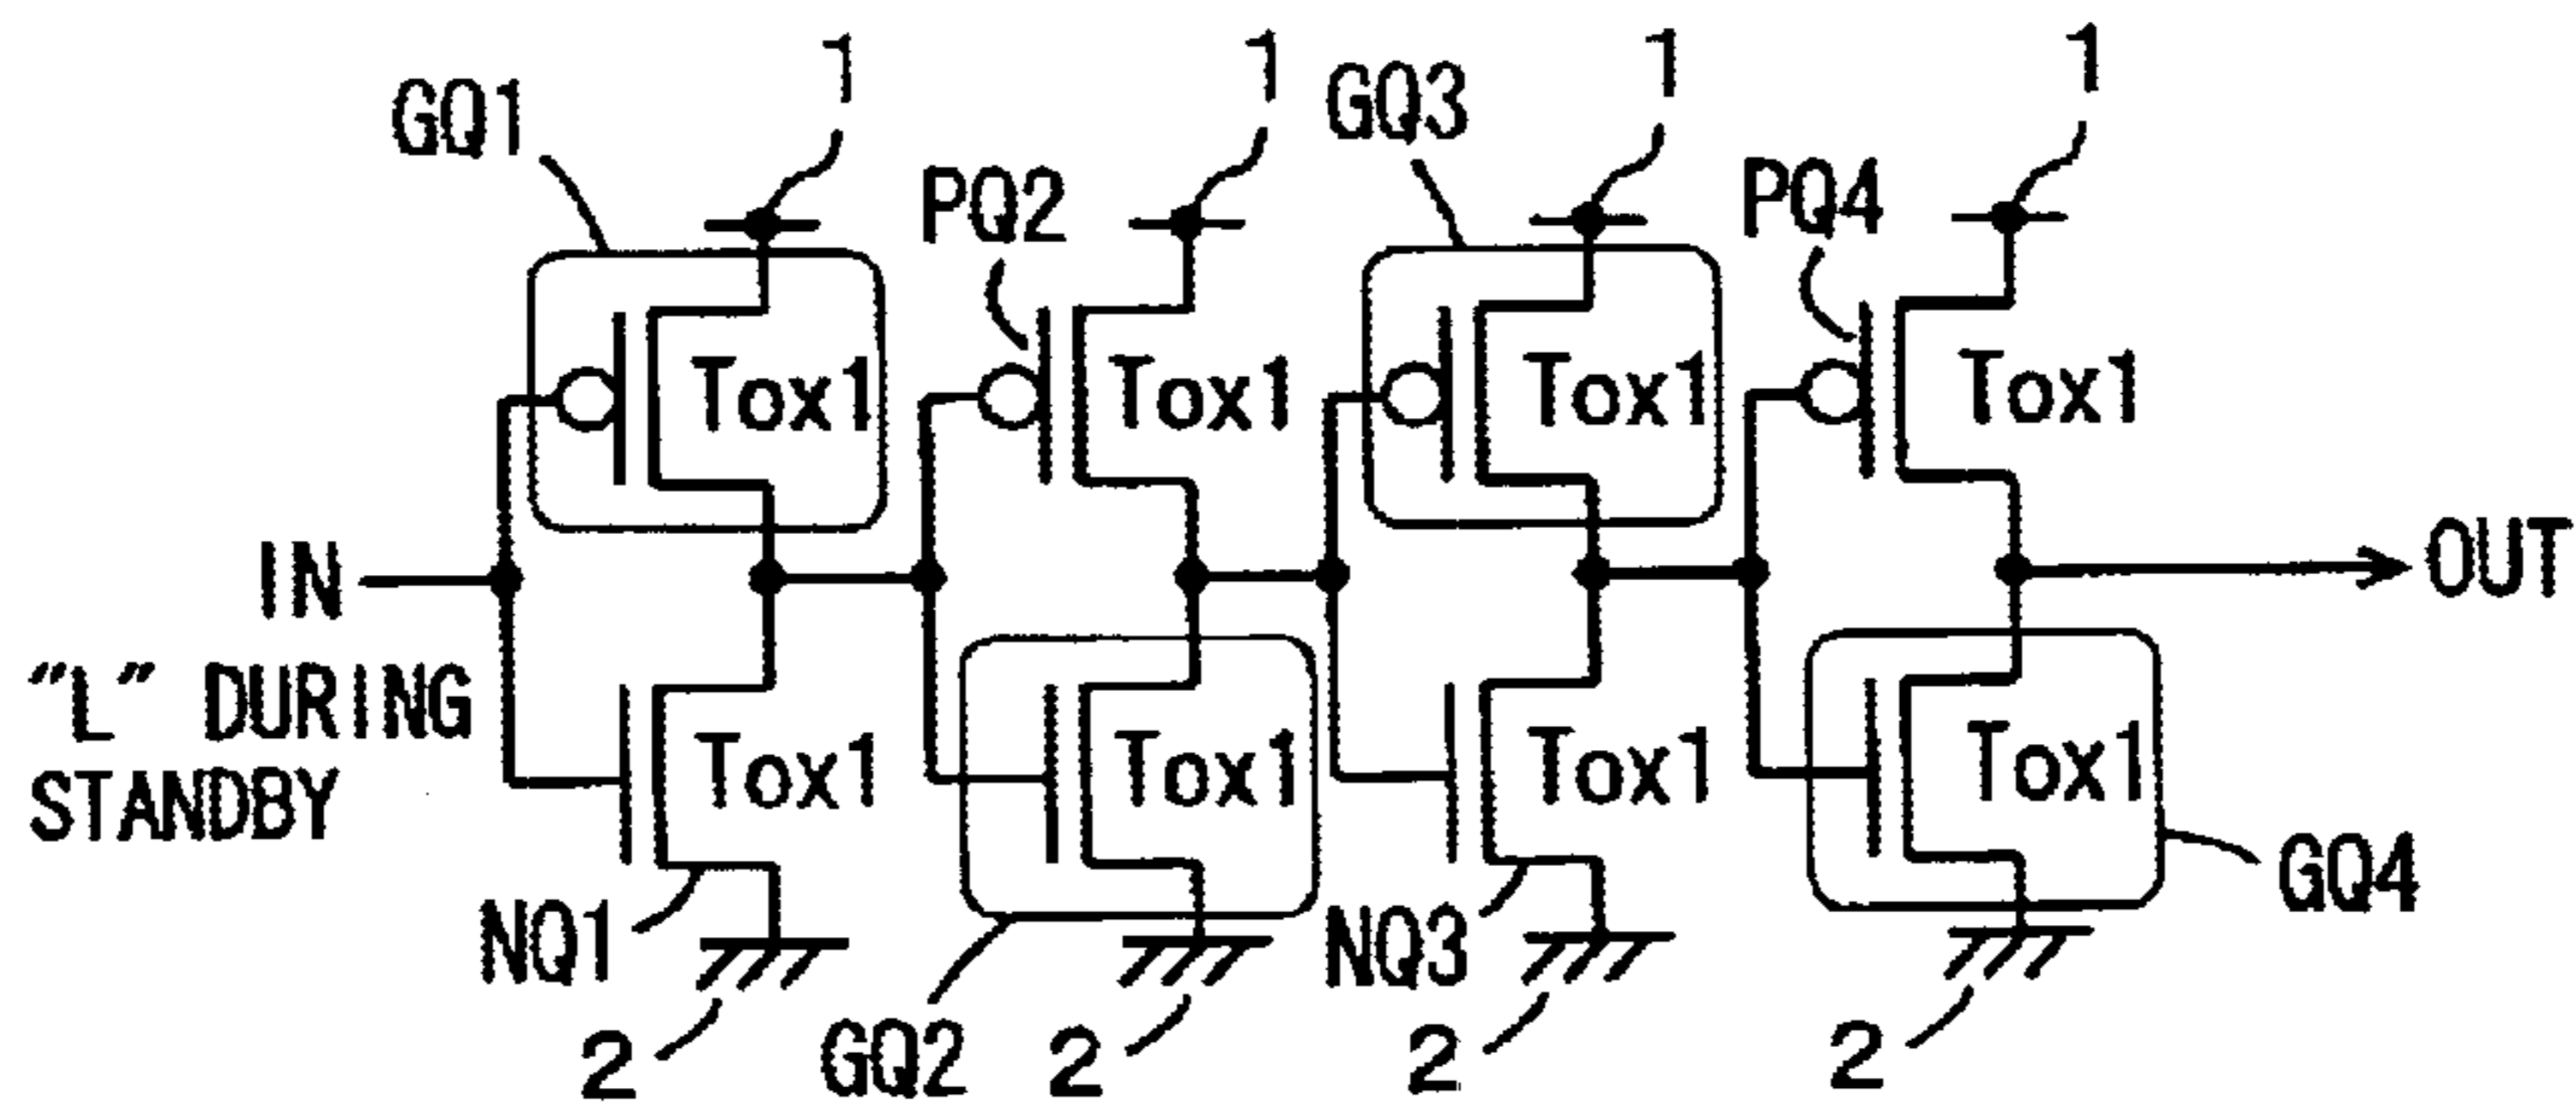 1
1
1
1
GQ1
GQ3
PQ2
PQ4
Tox1
Tox1
Tox1
Tox1
IN
OUT
"L" DURING
STANDBY
Tox1
Tox1
Tox1
Tox1
NQ1
NQ3
GQ4
2
GQ2
2
2
2